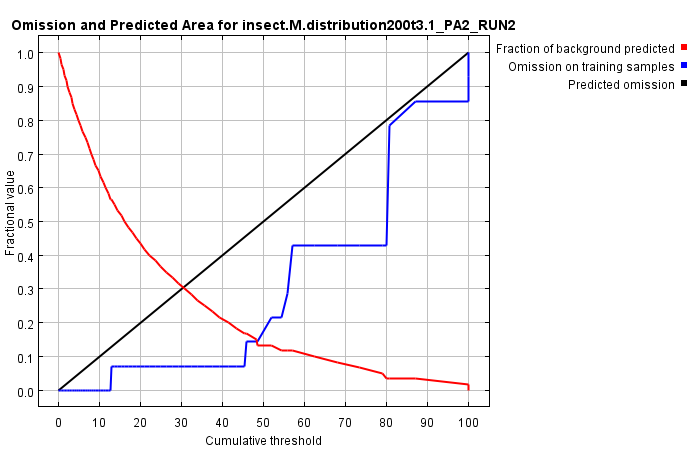 Omission and Predicted Area for insect.M.distribution200t3.1_PA2_RUN2
Fraction of background predicted
Omission on training samples
Predicted omission
Fractional value
1.0
0.9
0.8
0.7
0.6
0.5
0.4
0.3
0.2
0.1
0.0
0 10 20 30 40 50 60 70 80 90 100
Cumulative threshold